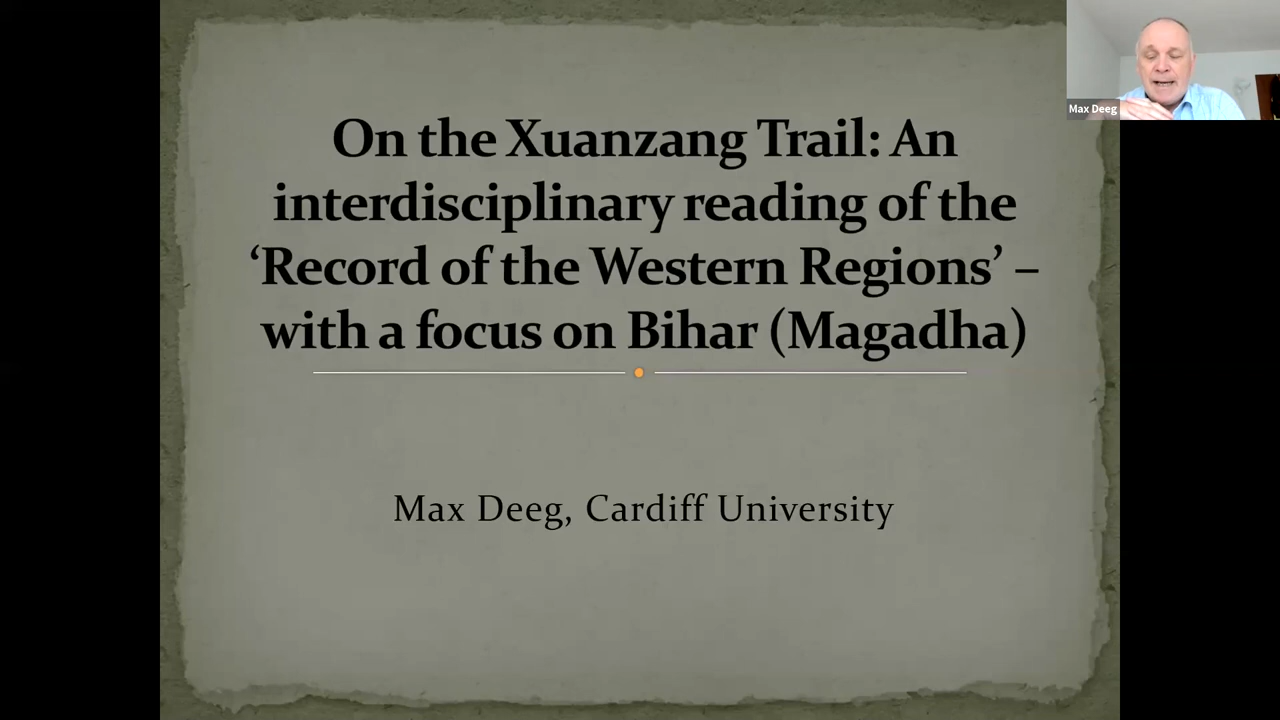 On the Xuanzang Trail: An
interdisciplinary reading of the
‘Record of the Western Regions’ –
with a focus on Bihar (Magadha)
Max Deeg, Cardiff University
Max Deeg